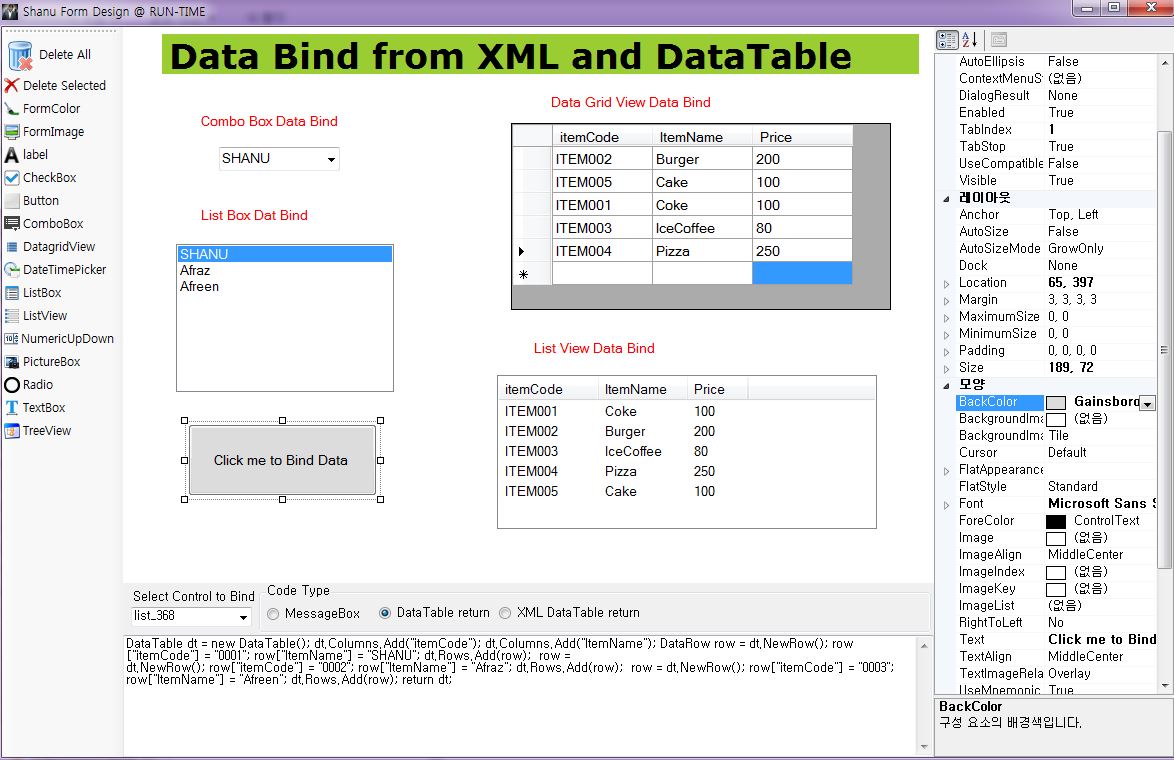 Shanu Form Design @ RUN-TIME
Delete All
Delete Selected
FormColor
FormImage
label
CheckBox
Button
ComboBox
DatagridView
DateTimePicker
ListBox
ListView
NumericUpDown
PictureBox
Radio
TextBox
TreeView
Data Bind from XML and DataTable
Combo Box Data Bind
SHANU
List Box Dat Bind
SHANU
Afraz
Afreen
Click me to Bind Data
Data Grid View Data Bind
itemCode ItemName Price
ITEM002 Burger 200
ITEM005 Cake 100
ITEM001 Coke 100
ITEM003 IceCoffee 80
ITEM004 Pizza 250
List View Data Bind
itemCode ItemName Price
ITEM001 Coke 100
ITEM002 Burger 200
ITEM003 IceCoffee 80
ITEM004 Pizza 250
ITEM005 Cake 100
Select Control to Bind
list_368
Code Type
MessageBox DataTable return XML DataTable return
DataTable dt = new DataTable(); dt.Columns.Add("itemCode"); dt.Columns.Add("ItemName"); DataRow row = dt.NewRow(); row
["itemCode"] = "0001"; row["ItemName"] = "SHANU"; dt.Rows.Add(row);  row =
dt.NewRow(); row["itemCode"] = "0002"; row["ItemName"] = "Afraz"; dt.Rows.Add(row);  row = dt.NewRow(); row["itemCode"] = "0003";
row["ItemName"] = "Afreen"; dt.Rows.Add(row); return dt;
AutoEllipsis False
ContextMenuS (없음)
DialogResult None
Enabled True
TabIndex 1
TabStop True
UseCompatible False
Visible True
레이아웃
Anchor Top, Left
AutoSize False
AutoSizeMode GrowOnly
Dock None
Location 65, 397
Margin 3, 3, 3, 3
MaximumSize 0, 0
MinimumSize 0, 0
Padding 0, 0, 0, 0
Size 189, 72
모양
BackColor Gainsboro
BackgroundIma (없음)
BackgroundIma Tile
Cursor Default
FlatAppearance
FlatStyle Standard
Font Microsoft Sans S
ForeColor ControlText
Image (없음)
ImageAlign MiddleCenter
ImageIndex (없음)
ImageKey (없음)
ImageList (없음)
RightToLeft No
Text Click me to Bind
TextAlign MiddleCenter
TextImageRela Overlay
UseMnemonic True
BackColor
구성 요소의 배경색입니다.